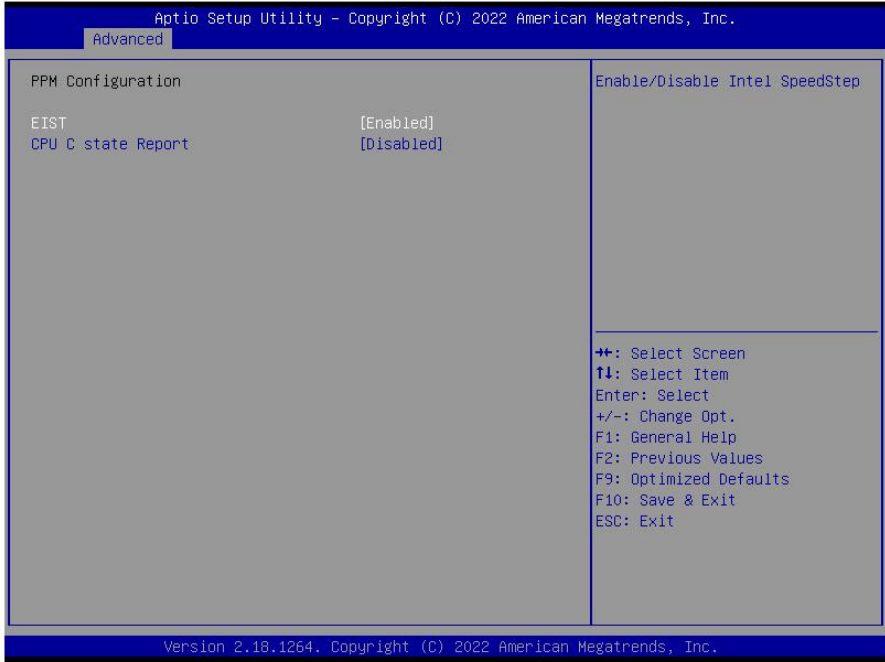 Aptio Setup Utility – Copyright (C) 2022 American Megatrends, Inc.
Advanced
PPM Configuration
EIST [Enabled]
CPU C state Report [Disabled]
Enable/Disable Intel SpeedStep
→←: Select Screen
↑↓: Select Item
Enter: Select
+/-: Change Opt.
F1: General Help
F2: Previous Values
F9: Optimized Defaults
F10: Save & Exit
ESC: Exit
Version 2.18.1264. Copyright (C) 2022 American Megatrends, Inc.